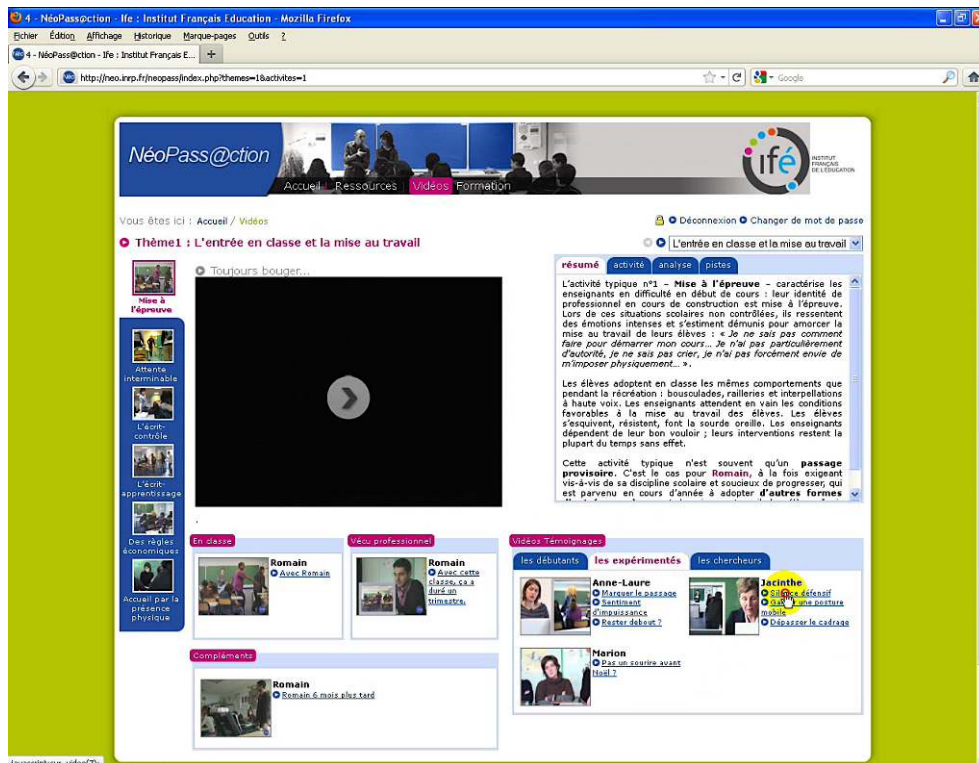 4 - NéoPass@ction - Ife : Institut Français Education - Mozilla Firefox
Fichier Édition Affichage Historique Marque-pages Outils ?
4 - NéoPass@ction - Ife : Institut Français E...
http://neo.inrp.fr/neopass/index.php?themes=1&activites=1
Google
NéoPass@ction
ifé
INSTITUT
FRANÇAIS
DE L'ÉDUCATION
Accueil Ressources Vidéos Formation
Vous êtes ici : Accueil / Vidéos
Déconnexion Changer de mot de passe
Thème1 : L'entrée en classe et la mise au travail
L'entrée en classe et la mise au travail
Mise à
l'épreuve
Attente
interminable
L'écrit-
contrôle
L'écrit-
apprentissage
Des règles
économiques
Accueil par la
présence
physique
Toujours bouger...
résumé activité analyse pistes
L'activité typique n°1 – Mise à l'épreuve – caractérise les
enseignants en difficulté en début de cours : leur identité de
professionnel en cours de construction est mise à l'épreuve.
Lors de ces situations scolaires non contrôlées, ils ressentent
des émotions intenses et s'estiment démunis pour amorcer la
mise au travail de leurs élèves : « Je ne sais pas comment
faire pour démarrer mon cours... Je n'ai pas particulièrement
d'autorité, je ne sais pas crier, je n'ai pas forcément envie de
m'imposer physiquement... ».
Les élèves adoptent en classe les mêmes comportements que
pendant la récréation : bousculades, railleries et interpellations
à haute voix. Les enseignants attendent en vain les conditions
favorables à la mise au travail des élèves. Les élèves
s'esquivent, résistent, font la sourde oreille. Les enseignants
dépendent de leur bon vouloir ; leurs interventions restent la
plupart du temps sans effet.
Cette activité typique n'est souvent qu'un passage
provisoire. C'est le cas pour Romain, à la fois exigeant
vis-à-vis de sa discipline scolaire et soucieux de progresser, qui
est parvenu en cours d'année à adopter d'autres formes
En classe
Romain
Avec Romain
Vécu professionnel
Romain
Avec cette
classe, ça a
duré un
trimestre.
Compléments
Romain
Romain 6 mois plus tard
Vidéos Témoignages
les débutants les expérimentés les chercheurs
Anne-Laure
Marquer le passage
Sentiment
d'impuissance
Rester debout ?
Jacinthe
défensif
une posture
mobile
Dépasser le cadrage
Marion
Pas un sourire avant
Noël ?